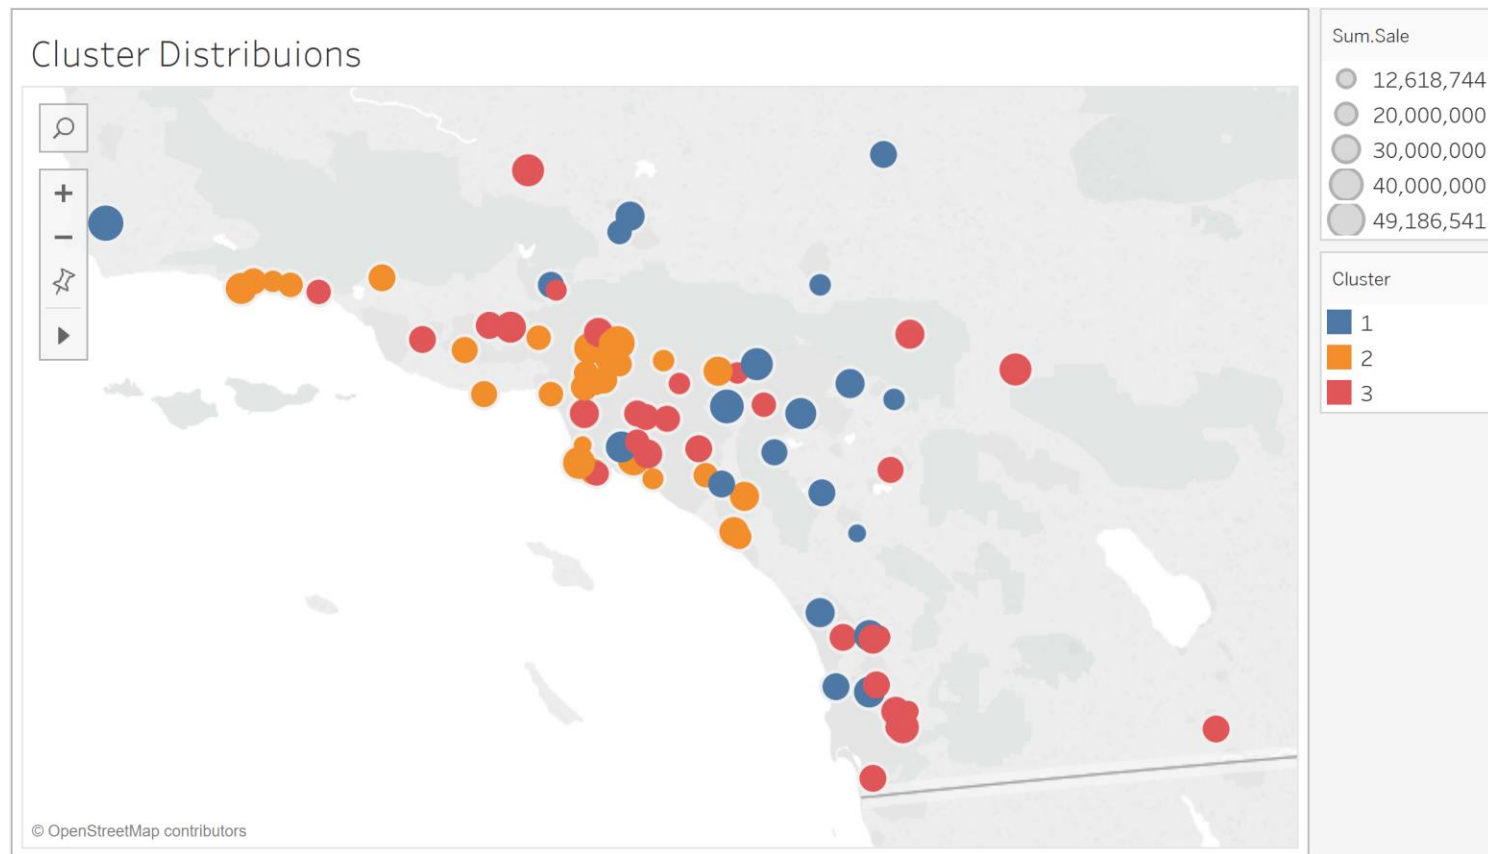 Cluster Distribuions
+
−
© OpenStreetMap contributors
Sum.Sale
12,618,744
20,000,000
30,000,000
40,000,000
49,186,541
Cluster
1
2
3